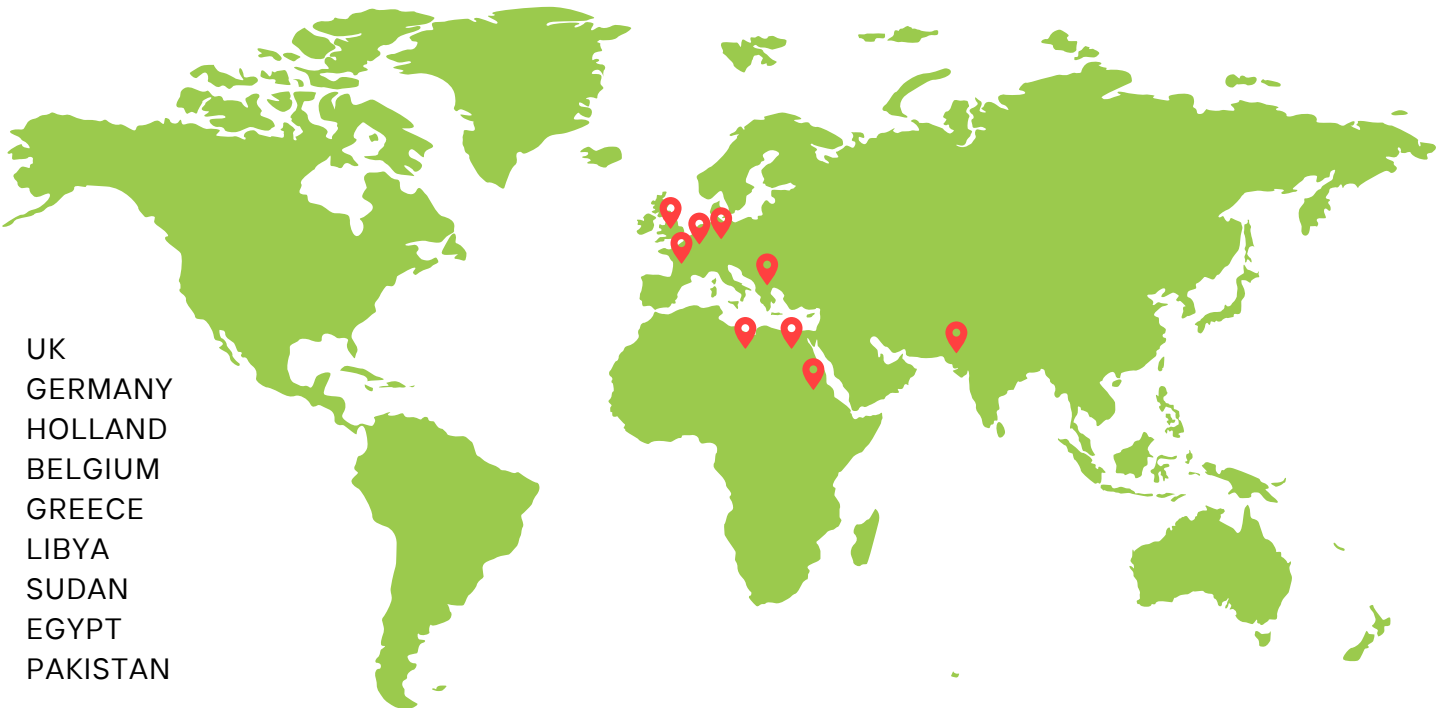 UK
GERMANY
HOLLAND
BELGIUM
GREECE
LIBYA
SUDAN
EGYPT
PAKISTAN